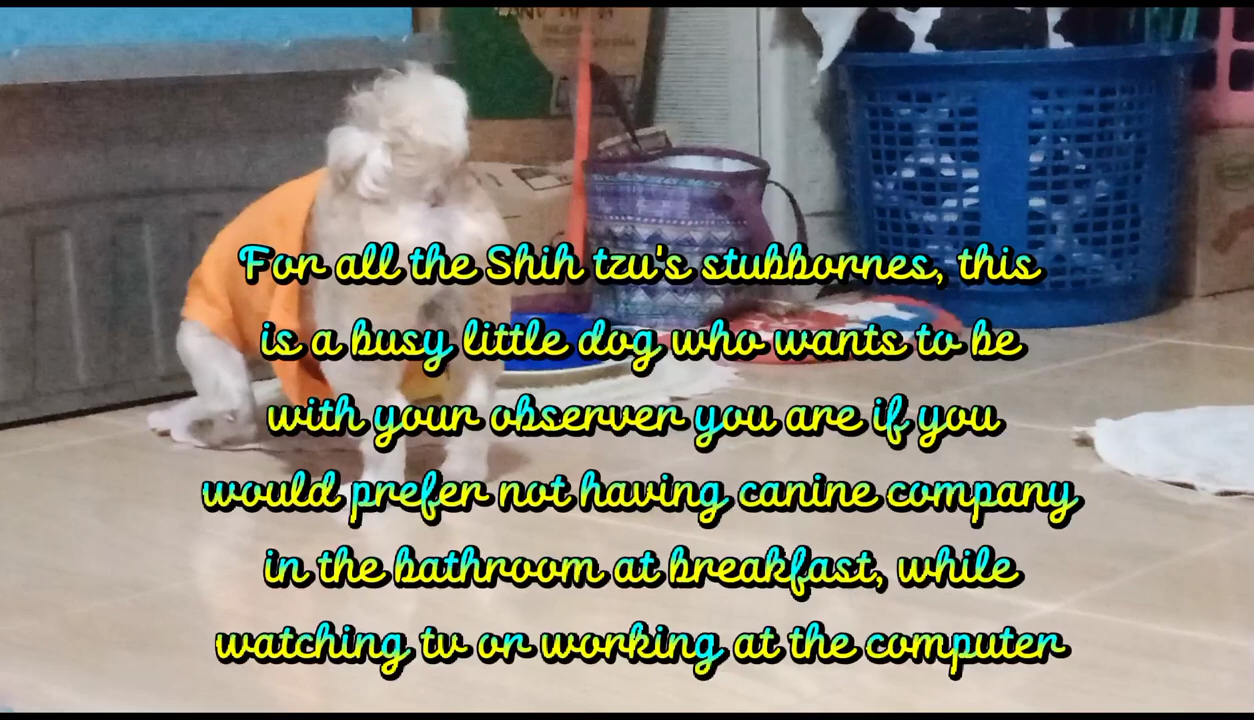 For all the Shih tzu's stubbornes, this
is a busy little dog who wants to be
with your observer you are if you
would prefer not having canine company
in the bathroom at breakfast, while
watching tv or working at the computer